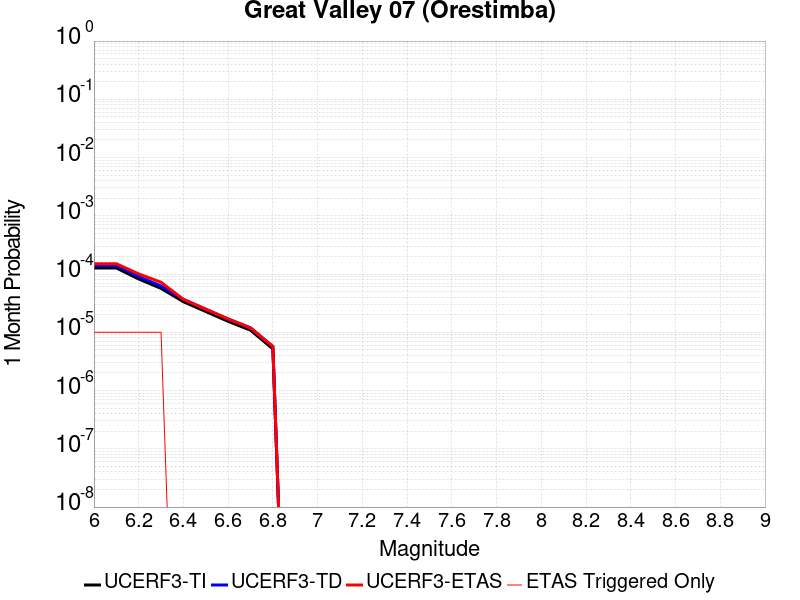 Great Valley 07 (Orestimba)
10^0
10^-1
10^-2
10^-3
10^-4
10^-5
10^-6
10^-7
10^-8
1 Month Probability
6 6.2 6.4 6.6 6.8 7 7.2 7.4 7.6 7.8 8 8.2 8.4 8.6 8.8 9
Magnitude
UCERF3-TI UCERF3-TD UCERF3-ETAS ETAS Triggered Only